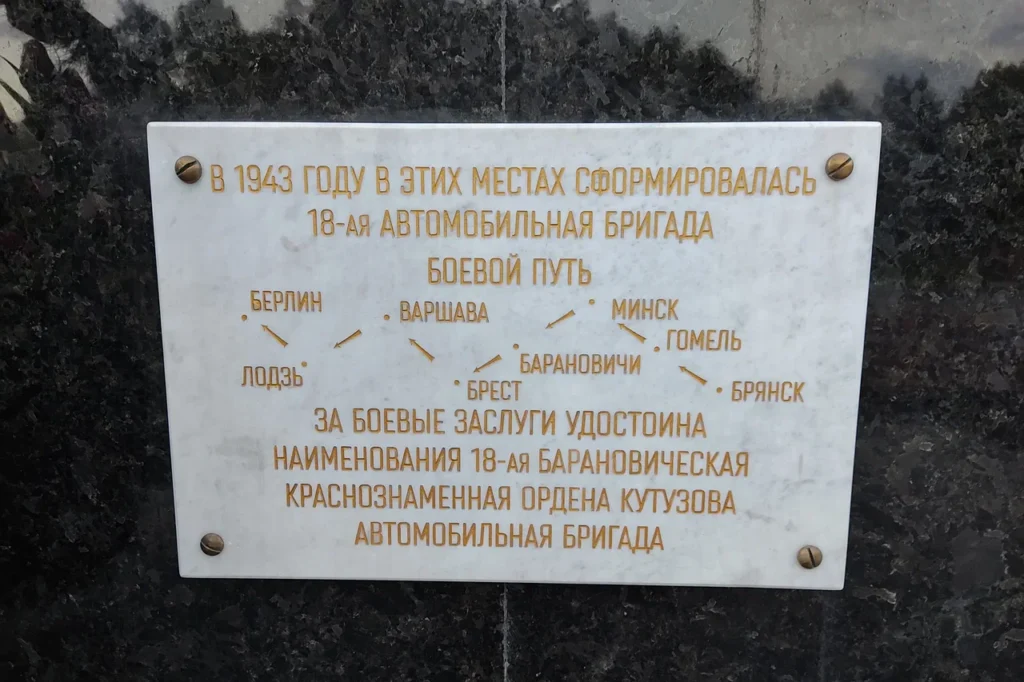 В 1943 ГОДУ В ЭТИХ МЕСТАХ СФОРМИРОВАЛАСЬ
18-АЯ АВТОМОБИЛЬНАЯ БРИГАДА
БОЕВОЙ ПУТЬ
БЕРЛИН ВАРШАВА МИНСК
ГОМЕЛЬ
ЛОДЗЬ БАРАНОВИЧИ
БРЕСТ БРЯНСК
ЗА БОЕВЫЕ ЗАСЛУГИ УДОСТОИНА
НАИМЕНОВАНИЯ 18-АЯ БАРАНОВИЧЕСКАЯ
КРАСНОЗНАМЕННАЯ ОРДЕНА КУТУЗОВА
АВТОМОБИЛЬНАЯ БРИГАДА